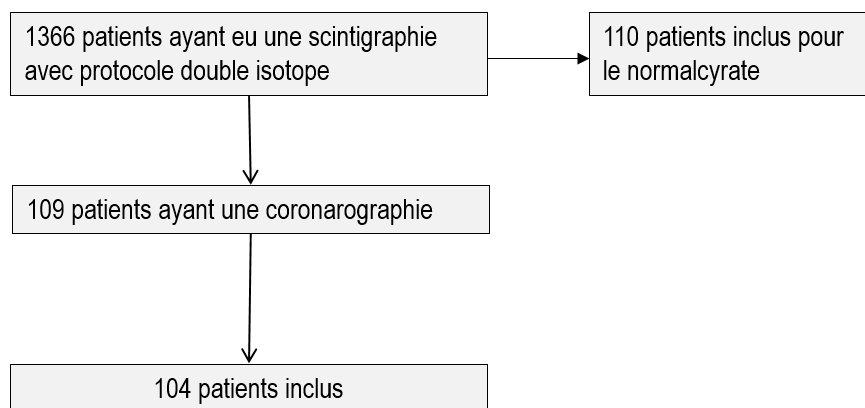 1366 patients ayant eu une scintigraphie
avec protocole double isotope
110 patients inclus pour
le normalcyrate
109 patients ayant une coronarographie
104 patients inclus